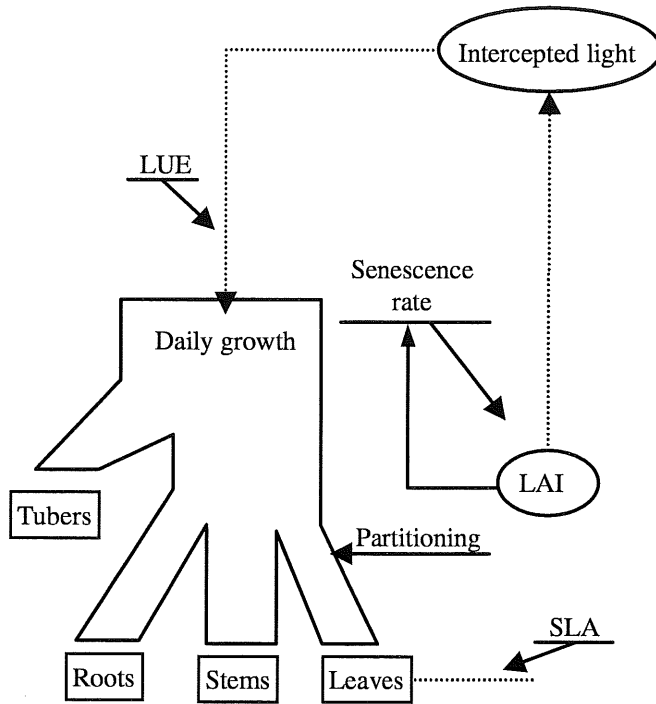 Intercepted light
LUE
Senescence
rate
Daily growth
LAI
Tubers
Partitioning
SLA
Roots
Stems
Leaves